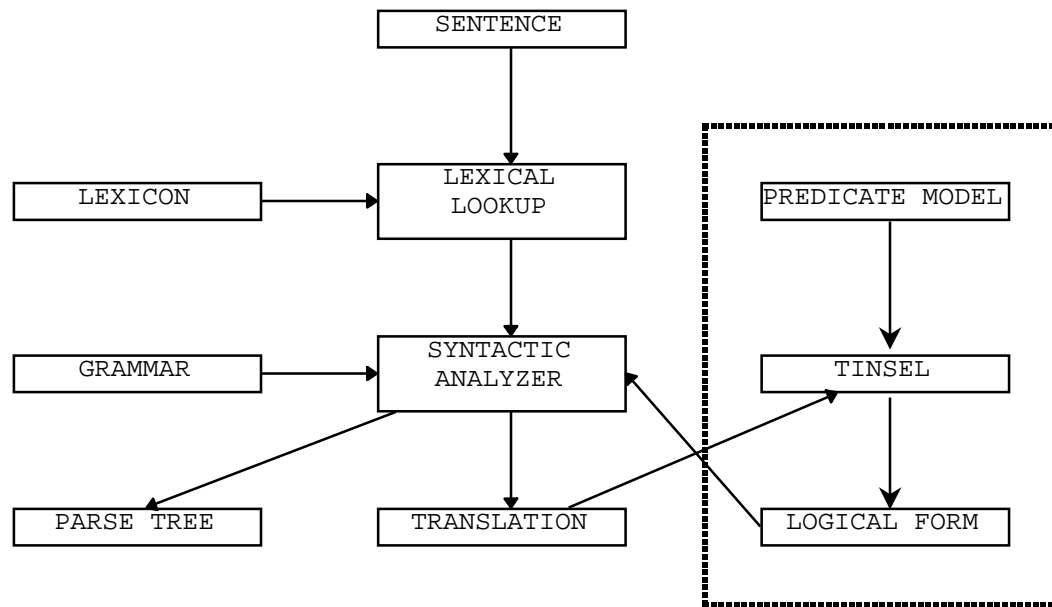 SENTENCE
LEXICON
LEXICAL
LOOKUP
PREDICATE MODEL
GRAMMAR
SYNTACTIC
ANALYZER
TINSEL
PARSE TREE
TRANSLATION
LOGICAL FORM